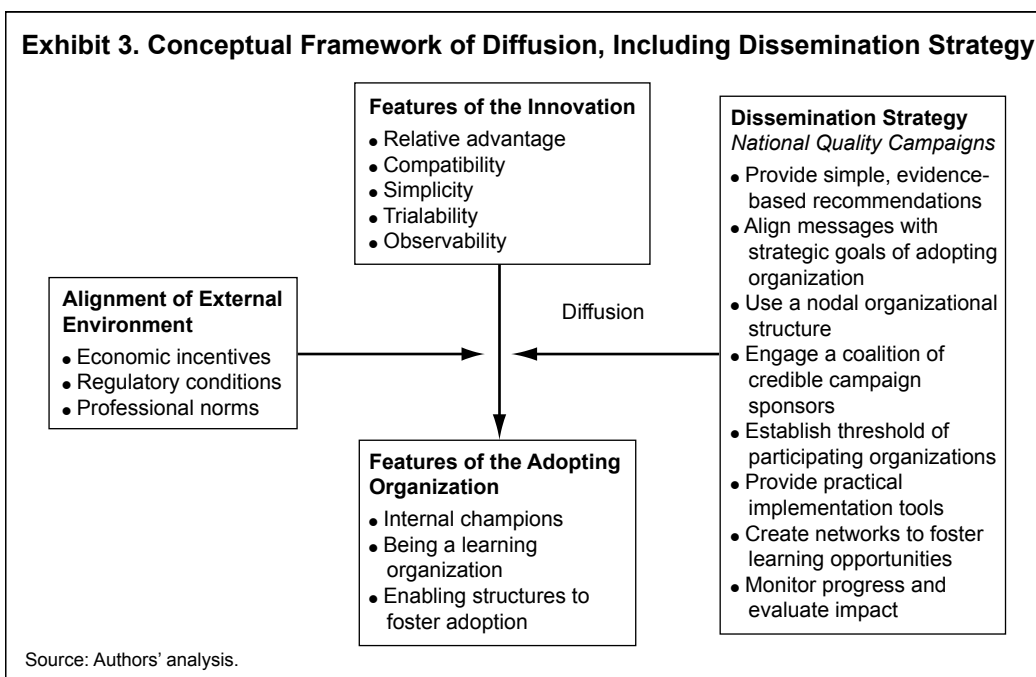 Exhibit 3. Conceptual Framework of Diffusion, Including Dissemination Strategy
Features of the Innovation
• Relative advantage
• Compatibility
• Simplicity
• Trialability
• Observability
Dissemination Strategy
National Quality Campaigns
• Provide simple, evidence-
based recommendations
• Align messages with
strategic goals of adopting
organization
• Use a nodal organizational
structure
• Engage a coalition of
credible campaign
sponsors
• Establish threshold of
participating organizations
• Provide practical
implementation tools
• Create networks to foster
learning opportunities
• Monitor progress and
evaluate impact
Alignment of External
Environment
• Economic incentives
• Regulatory conditions
• Professional norms
Diffusion
Features of the Adopting
Organization
• Internal champions
• Being a learning
organization
• Enabling structures to
foster adoption
Source: Authors’ analysis.